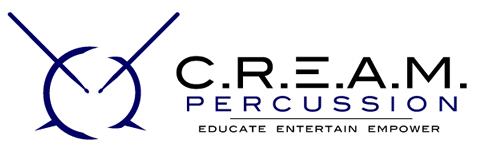 C.R.E.A.M.
PERCUSSION
EDUCATE ENTERTAIN EMPOWER